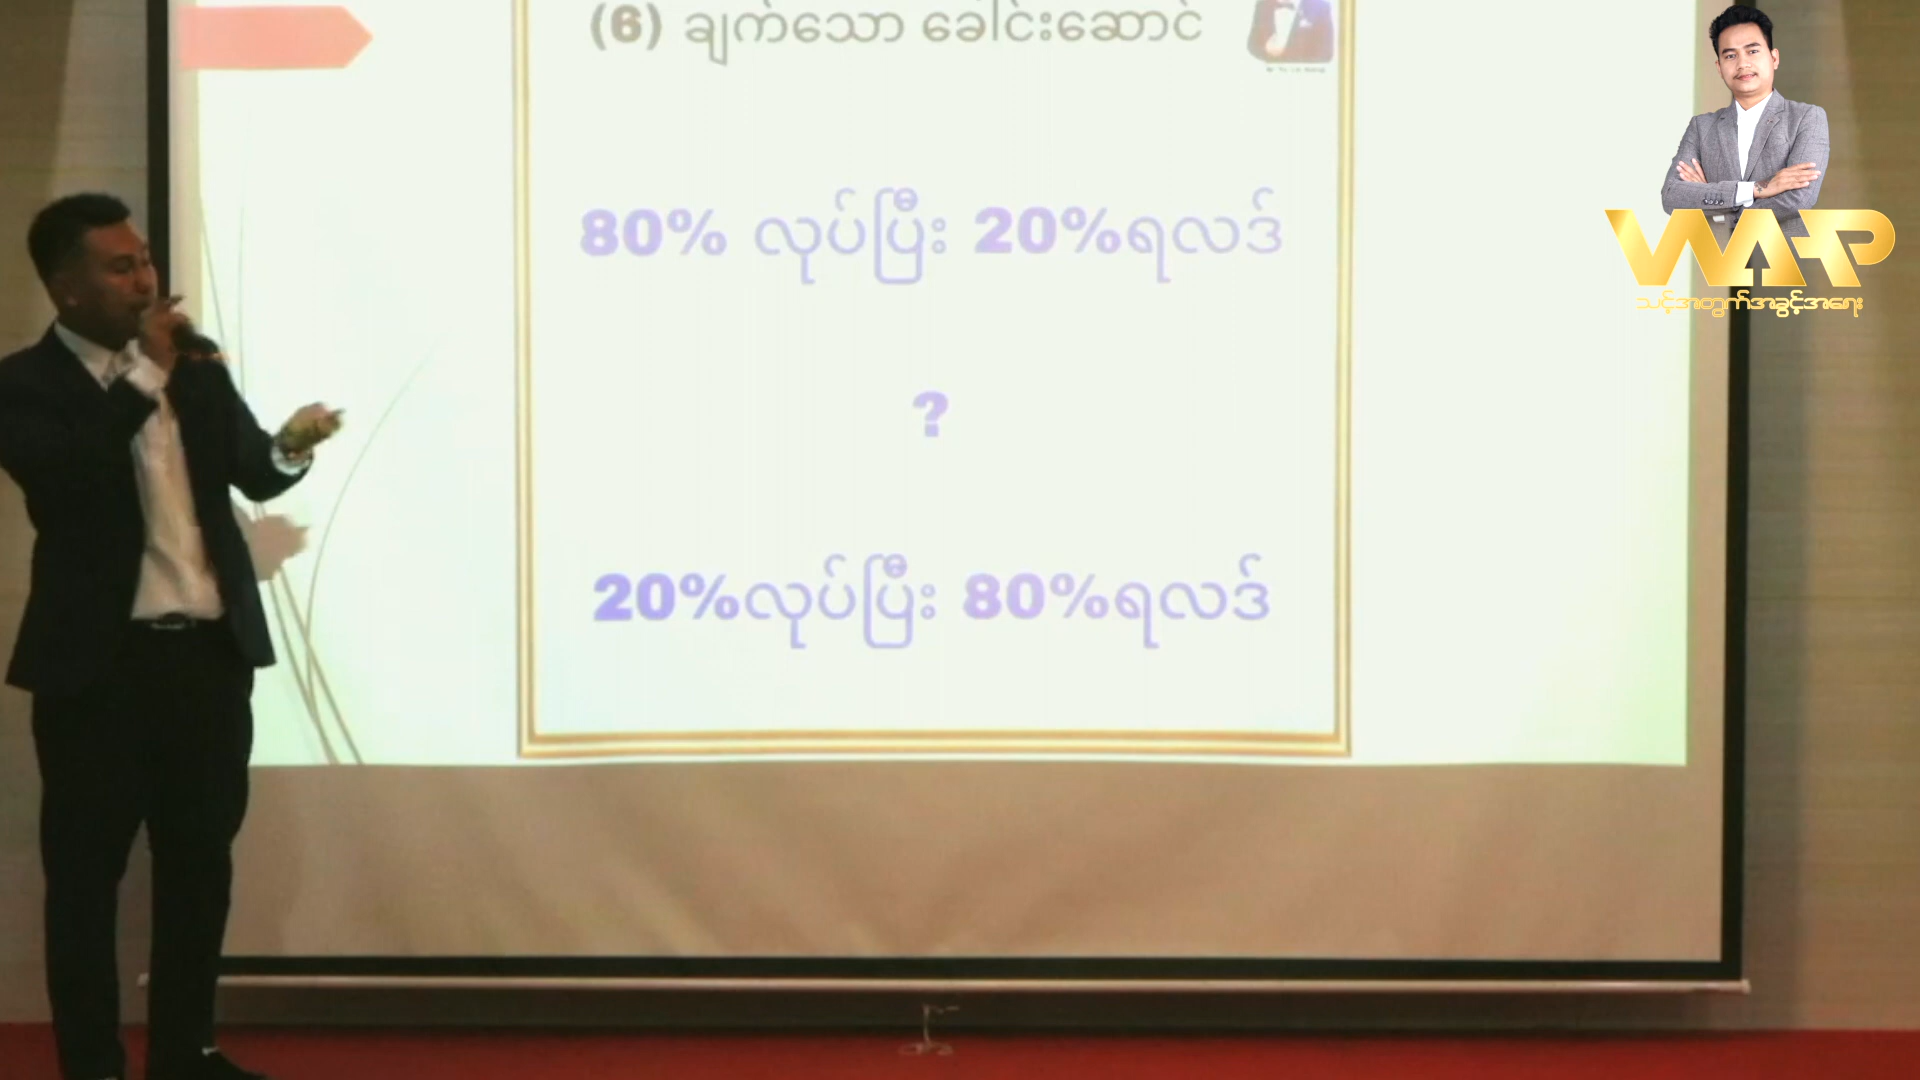 (6) ချက်သော ခေါင်းဆောင်
80% လုပ်ပြီး 20%ရလဒ်
?
20%လုပ်ပြီး 80%ရလဒ်
WAP
သင့်အတွက်အခွင့်အရေး